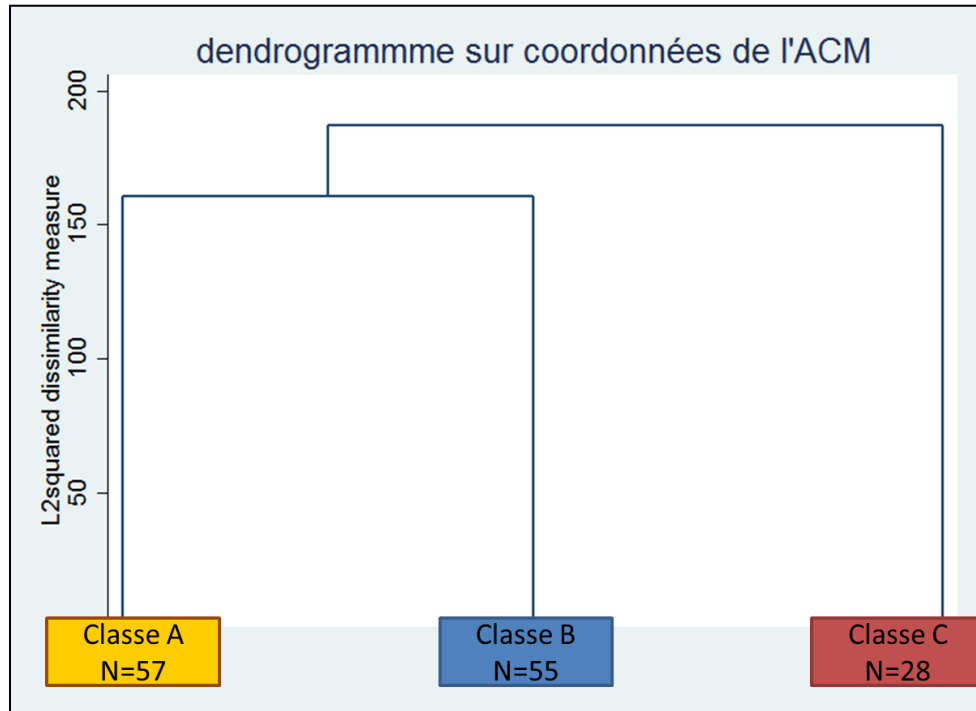 dendrogrammme sur coordonnées de l'ACM
L2squared dissimilarity measure
200
150
100
50
Classe A
N=57
Classe B
N=55
Classe C
N=28